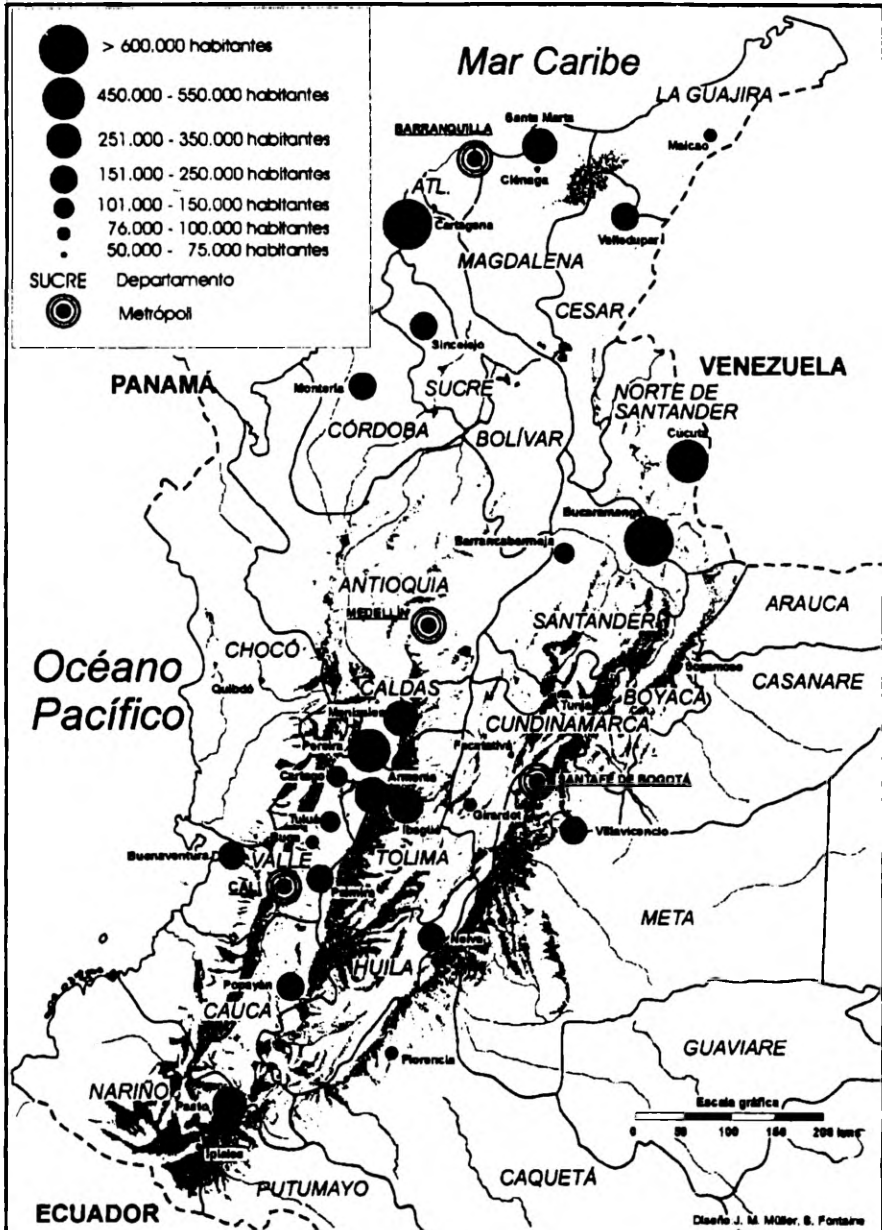 > 600.000 habitantes
450.000 - 550.000 habitantes
251.000 - 350.000 habitantes
151.000 - 250.000 habitantes
101.000 - 150.000 habitantes
76.000 - 100.000 habitantes
50.000 - 75.000 habitantes
SUCRE Departamento
Metrópoli
Mar Caribe
LA GUAJIRA
Santa Marta
BARRANQUILLA
Maicao
Ciénaga
ATL.
Cartagena
Valledupar
MAGDALENA
CESAR
Sincelejo
VENEZUELA
PANAMÁ
Montería
SUCRE
NORTE DE
SANTANDER
CÓRDOBA
BOLÍVAR
Cúcuta
Bucaramanga
Barrancabermeja
ANTIOQUIA
MEDELLÍN
SANTANDER
ARAUCA
CHOCÓ
Océano
Pacífico
Quibdó
CALDAS
Sogamoso
BOYACA
CASANARE
Manizales
Tunja
CUNDINAMARCA
Pereira
Facatativá
Cartago
Armenia
SANTAFÉ DE BOGOTÁ
Ibagué
Girardot
Tuluá
Villavicencio
Buga
Buenaventura
VALLE
TOLIMA
CALI
Palmira
META
Neiva
HUILA
Popayán
CAUCA
Florencia
GUAVIARE
NARIÑO
Pasto
Escala gráfica
0 50 100 150 200 kms
Ipiales
CAQUETÁ
PUTUMAYO
ECUADOR
Diseño J. M. Müller, S. Fontaine